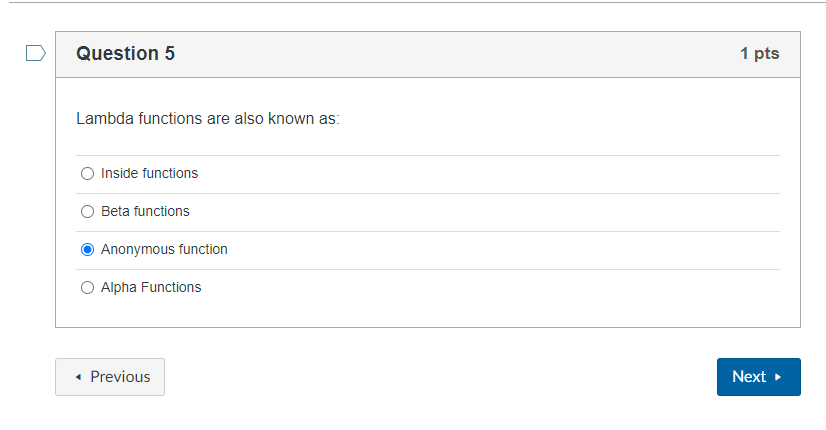 Question 5 1 pts
Lambda functions are also known as:
Inside functions
Beta functions
Anonymous function
Alpha Functions
Previous Next